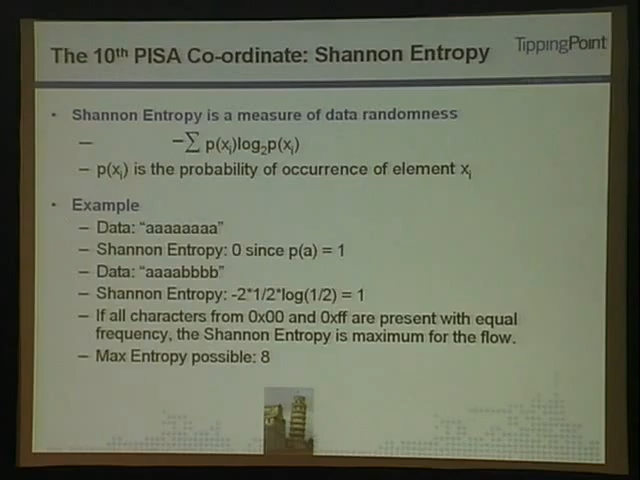 The 10th PISA Co-ordinate: Shannon Entropy
TippingPoint
• Shannon Entropy is a measure of data randomness
– −∑ p(xi)log2p(xi)
– p(xi) is the probability of occurrence of element xi
• Example
– Data: “aaaaaaaa”
– Shannon Entropy: 0 since p(a) = 1
– Data: “aaaabbbb”
– Shannon Entropy: -2*1/2*log(1/2) = 1
– If all characters from 0x00 and 0xff are present with equal
frequency, the Shannon Entropy is maximum for the flow.
– Max Entropy possible: 8